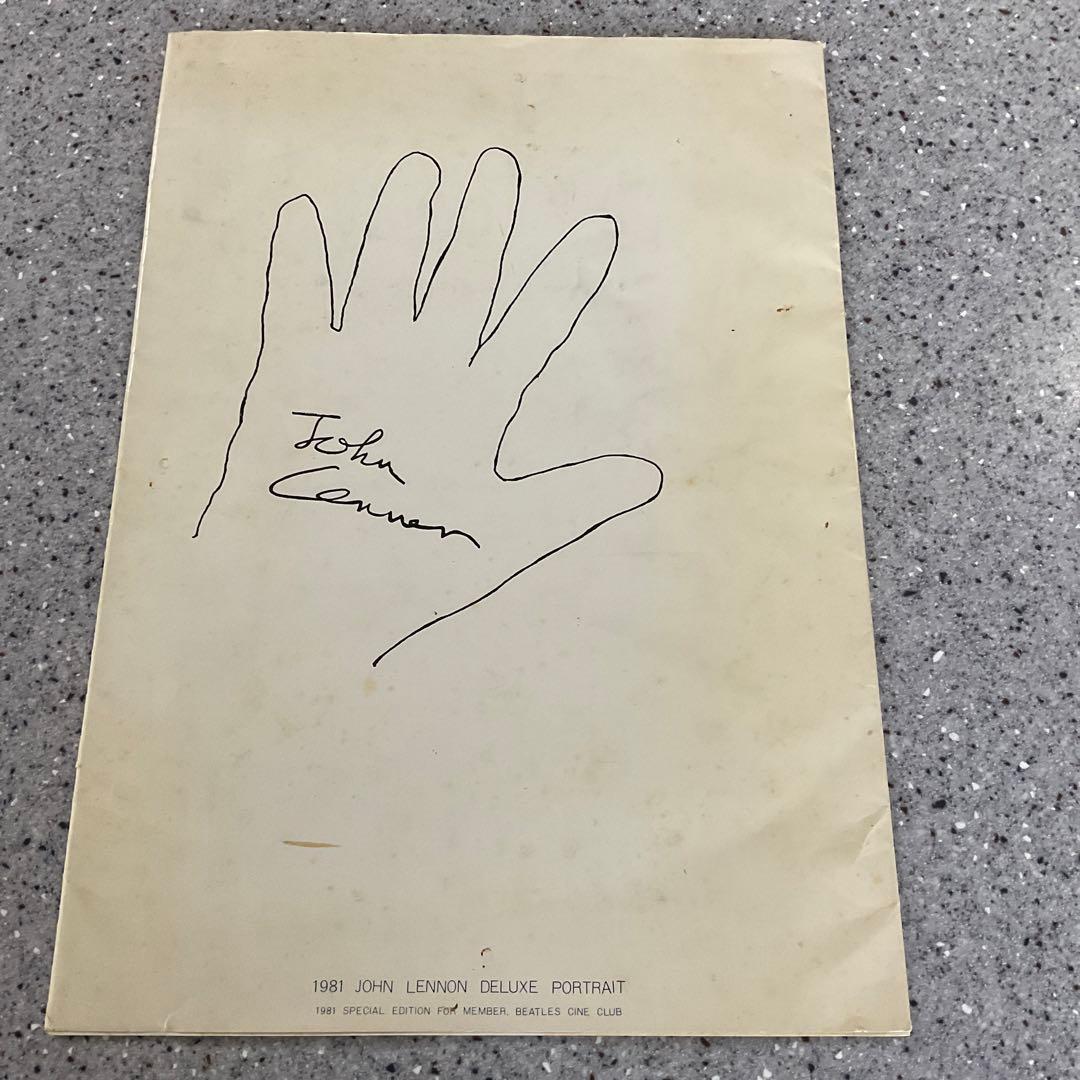 John
Lennon
1981 JOHN LENNON DELUXE PORTRAIT
1981 SPECIAL EDITION FOR MEMBER, BEATLES CINE CLUB